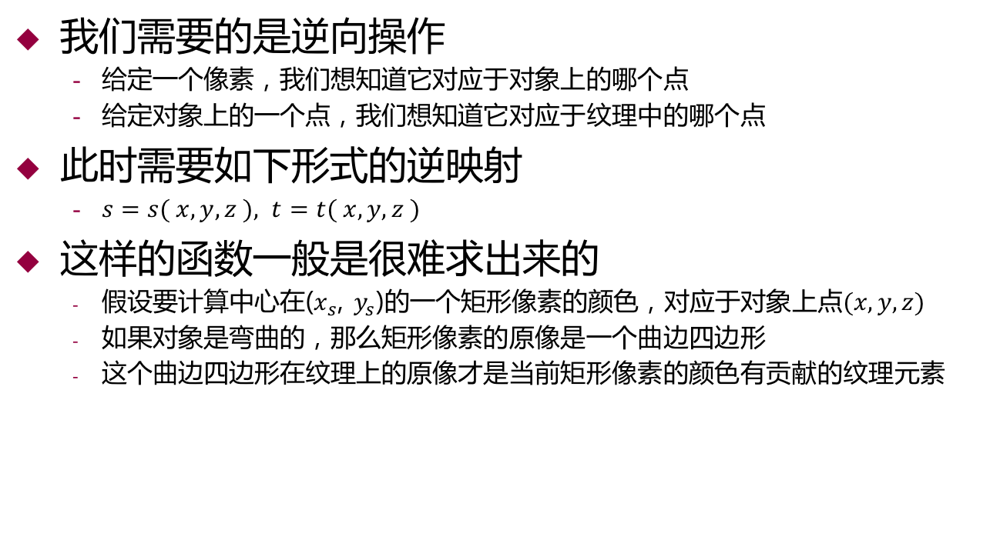 ◆ 我们需要的是逆向操作
- 给定一个像素，我们想知道它对应于对象上的哪个点
- 给定对象上的一个点，我们想知道它对应于纹理中的哪个点
◆ 此时需要如下形式的逆映射
- s = s( x, y, z ), t = t( x, y, z )
◆ 这样的函数一般是很难求出来的
- 假设要计算中心在(xₛ, yₛ)的一个矩形像素的颜色，对应于对象上点(x, y, z)
- 如果对象是弯曲的，那么矩形像素的原像是一个曲边四边形
- 这个曲边四边形在纹理上的原像才是当前矩形像素的颜色有贡献的纹理元素